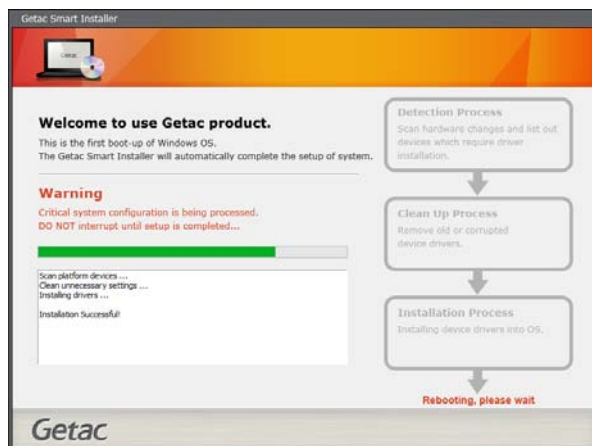 Getac Smart Installer
Getac
Welcome to use Getac product.
This is the first boot-up of Windows OS.
The Getac Smart Installer will automatically complete the setup of system.
Warning
Critical system configuration is being processed.
DO NOT interrupt until setup is completed...
Scan platform devices ...
Clean unnecessary settings ...
Installing drivers ...
Installation Successful!
Detection Process
Scan hardware changes and list out
devices which require driver
installation.
Clean Up Process
Remove old or corrupted
device drivers.
Installation Process
Installing device drivers into OS.
Rebooting, please wait
Getac